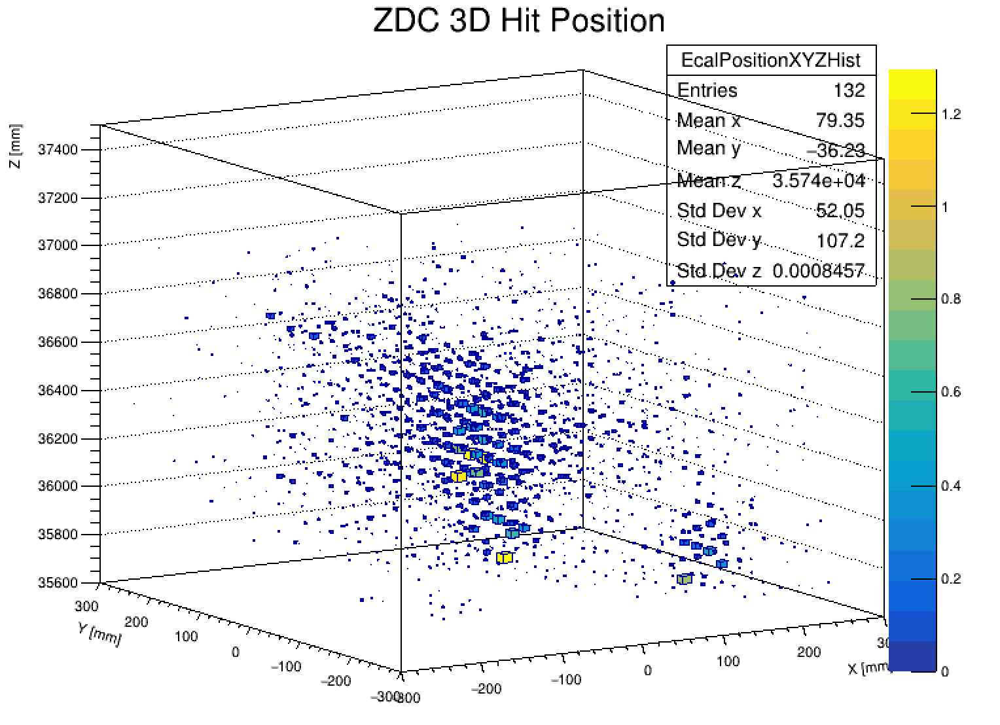 ZDC 3D Hit Position
EcalPositionXYZHist
Entries 132
Mean x 79.35
Mean y −36.23
Mean z 3.574e+04
Std Dev x 52.05
Std Dev y 107.2
Std Dev z 0.0008457
Z [mm]
37400
37200
37000
36800
36600
36400
36200
36000
35800
35600
300
200
100
0
−100
−200
−300
Y [mm]
−200
−100
0
100
200
X [mm
1.2
1
0.8
0.6
0.4
0.2
0